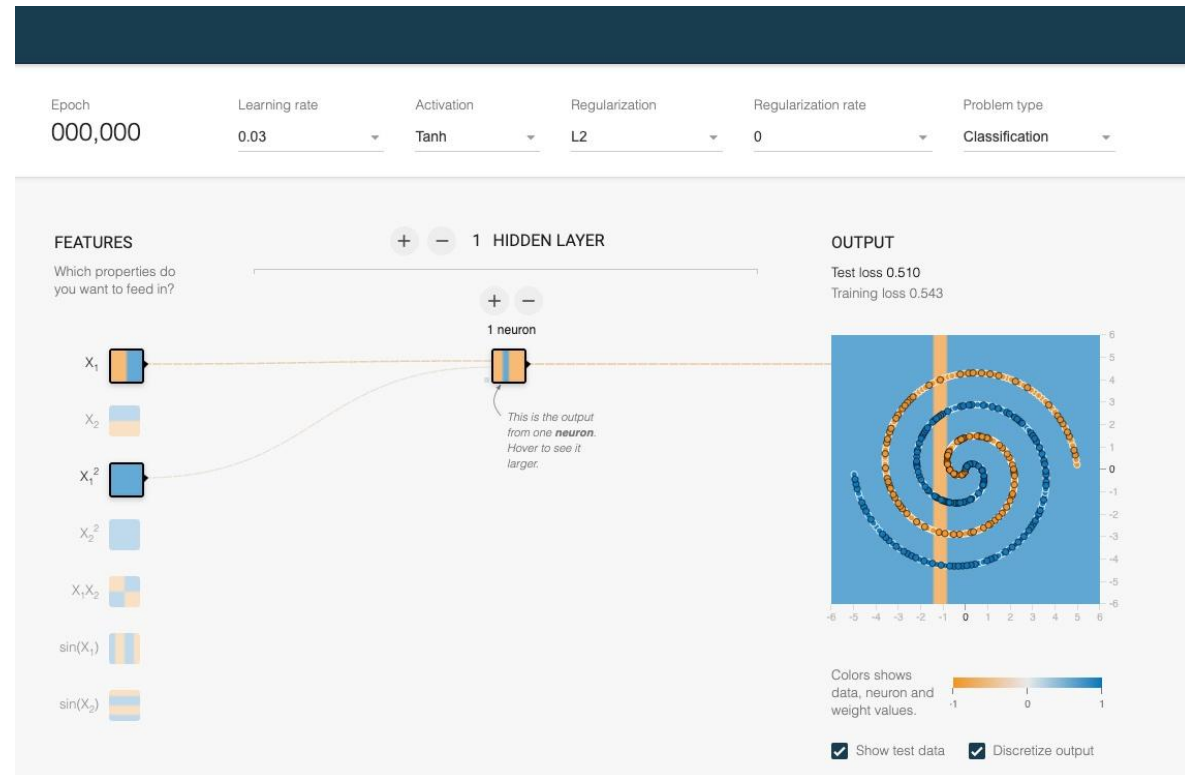 Epoch
000,000
Learning rate
0.03
Activation
Tanh
Regularization
L2
Regularization rate
0
Problem type
Classification
FEATURES
Which properties do
you want to feed in?
X₁
X₂
X₁²
X₂²
X₁X₂
sin(X₁)
sin(X₂)
+ − 1 HIDDEN LAYER
+ −
1 neuron
This is the output
from one neuron.
Hover to see it
larger.
OUTPUT
Test loss 0.510
Training loss 0.543
6
5
4
3
2
1
0
-1
-2
-3
-4
-5
-6
-6 -5 -4 -3 -2 -1 0 1 2 3 4 5 6
Colors shows
data, neuron and
weight values.
-1 0 1
Show test data Discretize output